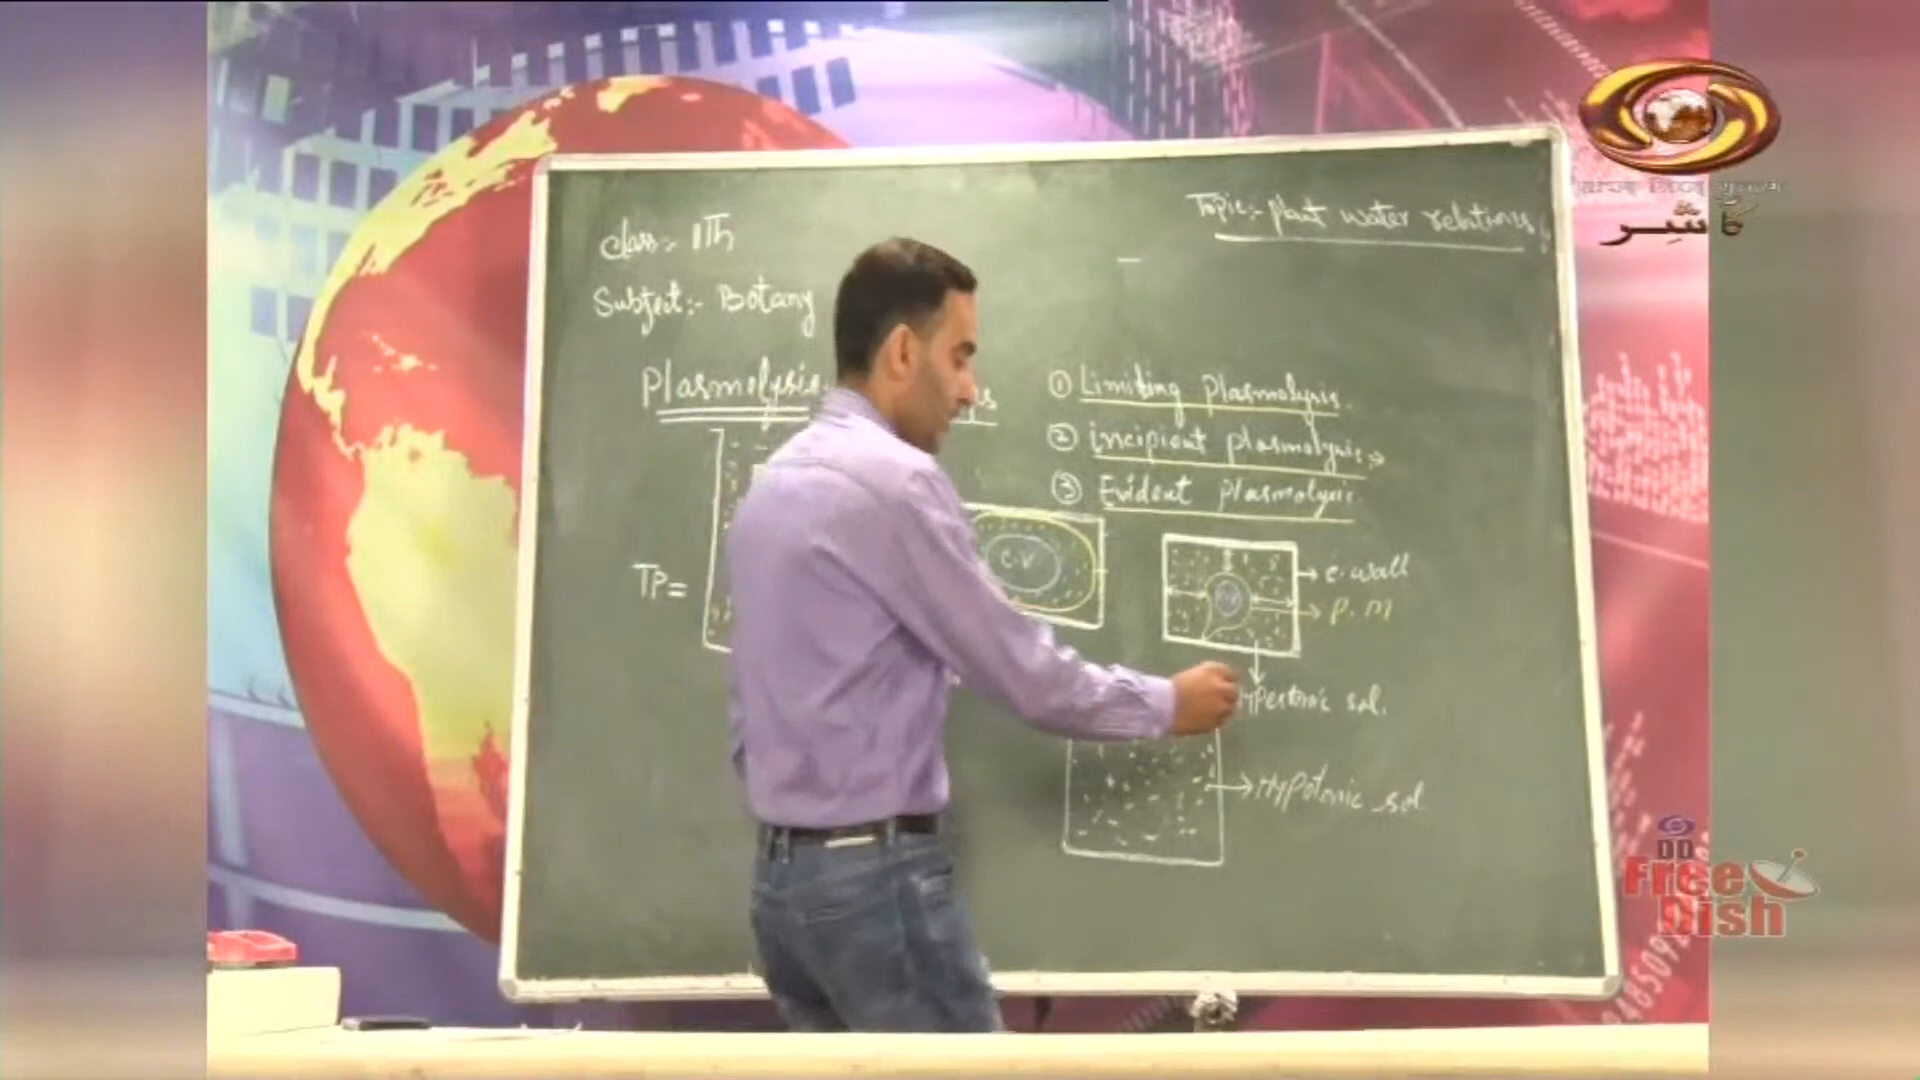 Class:- 11Th
Topic:- plant water relations
Subject:- Botany
Plasmolysis
① Limiting plasmolysis.
② incipient plasmolysis:→
③ Evident plasmolysis
TP=
C.V
→ c. wall
→ P.M
Hypertonic sol.
→ Hypotonic sol
کأشِر
DD
Free
Dish